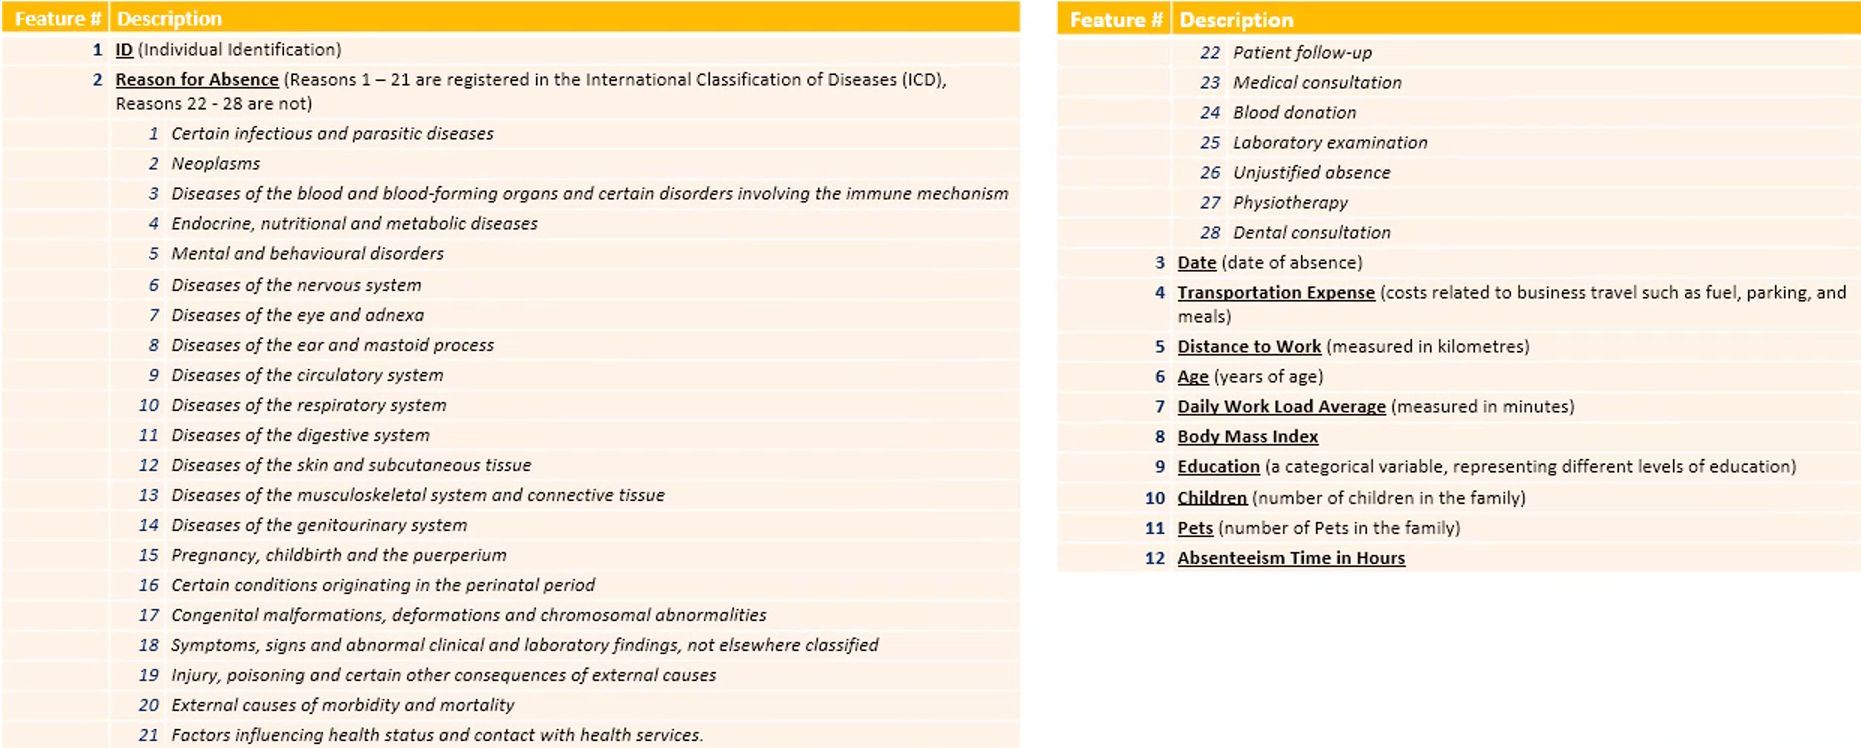 Feature # Description
1 ID (Individual Identification)
2 Reason for Absence (Reasons 1 – 21 are registered in the International Classification of Diseases (ICD),
Reasons 22 - 28 are not)
1 Certain infectious and parasitic diseases
2 Neoplasms
3 Diseases of the blood and blood-forming organs and certain disorders involving the immune mechanism
4 Endocrine, nutritional and metabolic diseases
5 Mental and behavioural disorders
6 Diseases of the nervous system
7 Diseases of the eye and adnexa
8 Diseases of the ear and mastoid process
9 Diseases of the circulatory system
10 Diseases of the respiratory system
11 Diseases of the digestive system
12 Diseases of the skin and subcutaneous tissue
13 Diseases of the musculoskeletal system and connective tissue
14 Diseases of the genitourinary system
15 Pregnancy, childbirth and the puerperium
16 Certain conditions originating in the perinatal period
17 Congenital malformations, deformations and chromosomal abnormalities
18 Symptoms, signs and abnormal clinical and laboratory findings, not elsewhere classified
19 Injury, poisoning and certain other consequences of external causes
20 External causes of morbidity and mortality
21 Factors influencing health status and contact with health services.
Feature # Description
22 Patient follow-up
23 Medical consultation
24 Blood donation
25 Laboratory examination
26 Unjustified absence
27 Physiotherapy
28 Dental consultation
3 Date (date of absence)
4 Transportation Expense (costs related to business travel such as fuel, parking, and
meals)
5 Distance to Work (measured in kilometres)
6 Age (years of age)
7 Daily Work Load Average (measured in minutes)
8 Body Mass Index
9 Education (a categorical variable, representing different levels of education)
10 Children (number of children in the family)
11 Pets (number of Pets in the family)
12 Absenteeism Time in Hours